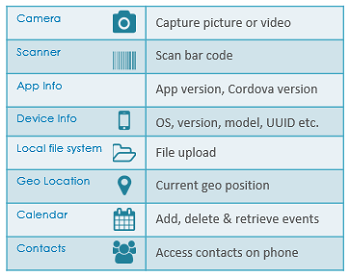 Camera
Capture picture or video
Scanner
Scan bar code
App Info
App version, Cordova version
Device Info
OS, version, model, UUID etc.
Local file system
File upload
Geo Location
Current geo position
Calendar
Add, delete & retrieve events
Contacts
Access contacts on phone